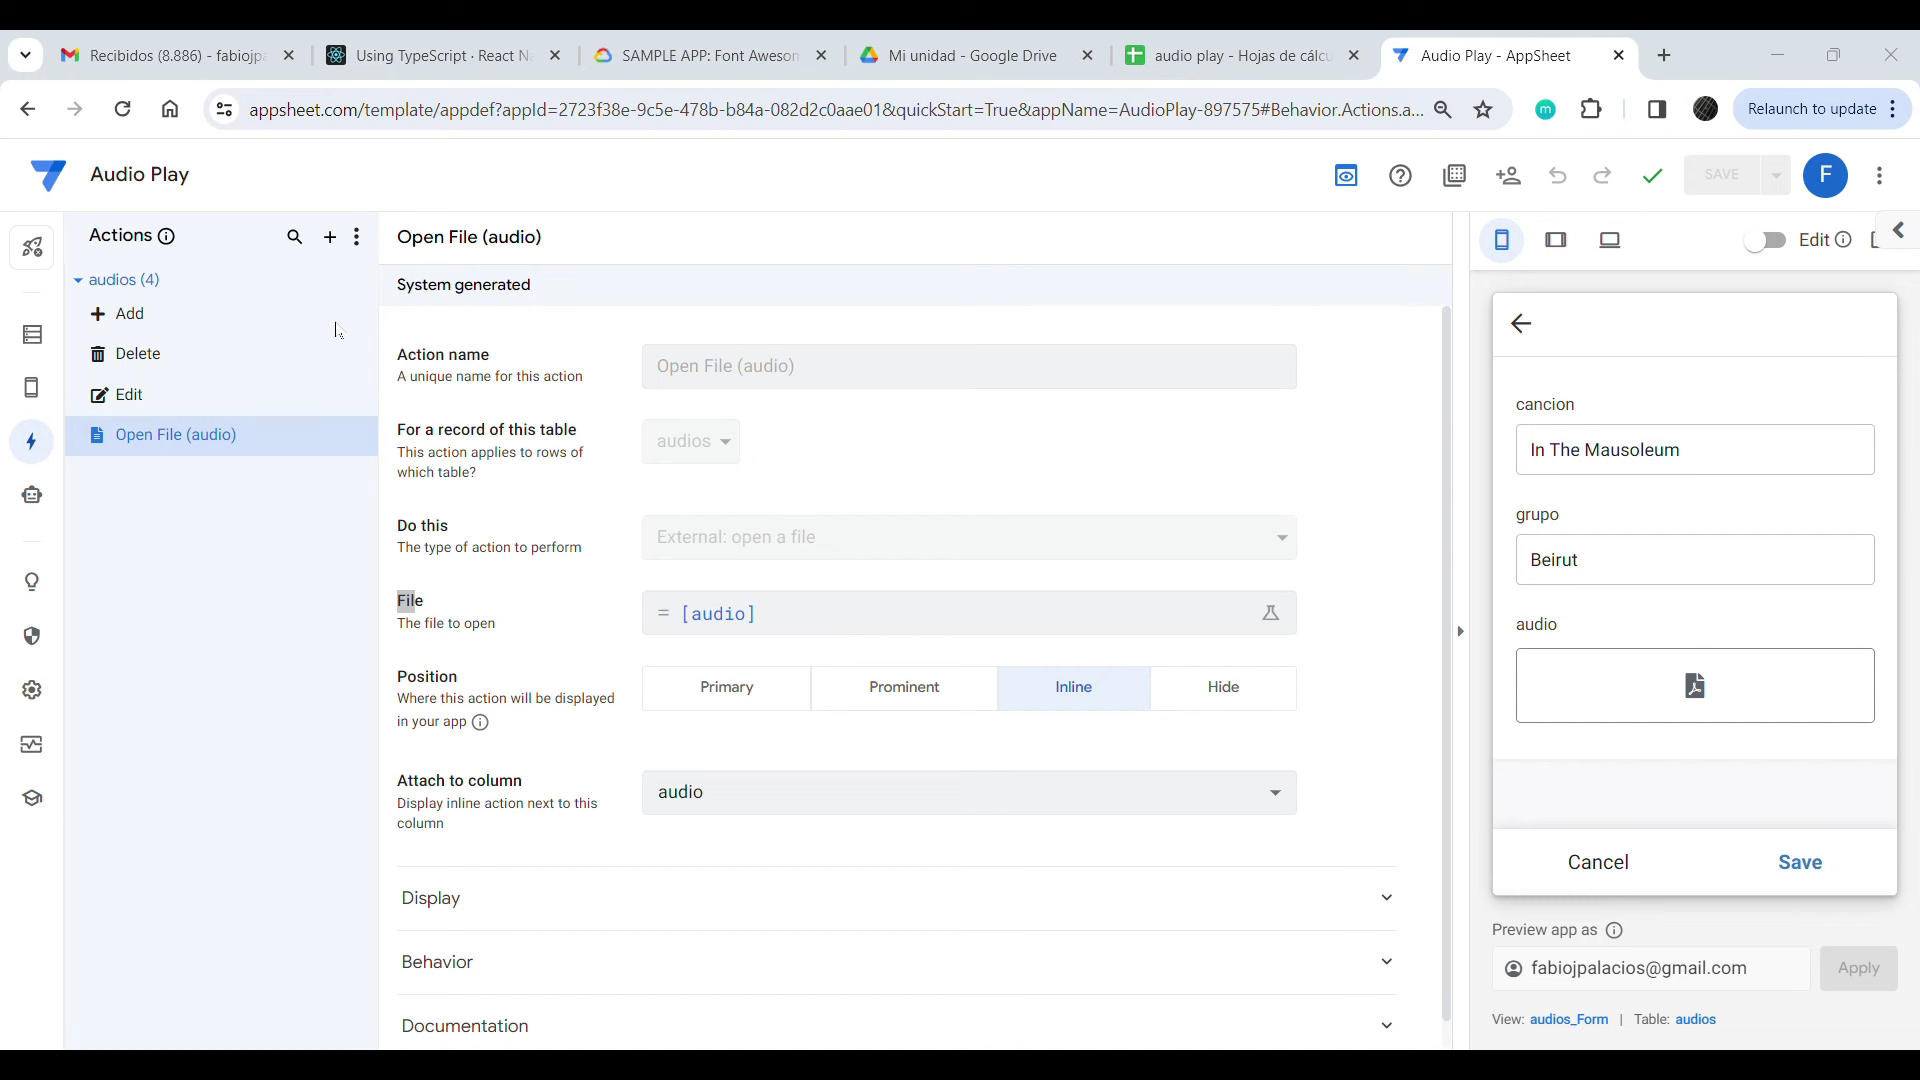 Recibidos (8.886) - fabiojpa
Using TypeScript · React N
SAMPLE APP: Font Aweson
Mi unidad - Google Drive
audio play - Hojas de cálcu
Audio Play - AppSheet
appsheet.com/template/appdef?appId=2723f38e-9c5e-478b-b84a-082d2c0aae01&quickStart=True&appName=AudioPlay-897575#Behavior.Actions.a...
m
Relaunch to update
Audio Play
SAVE
F
Actions
Open File (audio)
Edit
audios (4)
System generated
Add
Delete
Edit
Open File (audio)
Action name
A unique name for this action
Open File (audio)
For a record of this table
This action applies to rows of
which table?
audios
Do this
The type of action to perform
External: open a file
File
The file to open
= [audio]
Position
Where this action will be displayed
in your app
Primary
Prominent
Inline
Hide
Attach to column
Display inline action next to this
column
audio
Display
Behavior
Documentation
cancion
In The Mausoleum
grupo
Beirut
audio
Cancel
Save
Preview app as
fabiojpalacios@gmail.com
Apply
View: audios_Form | Table: audios